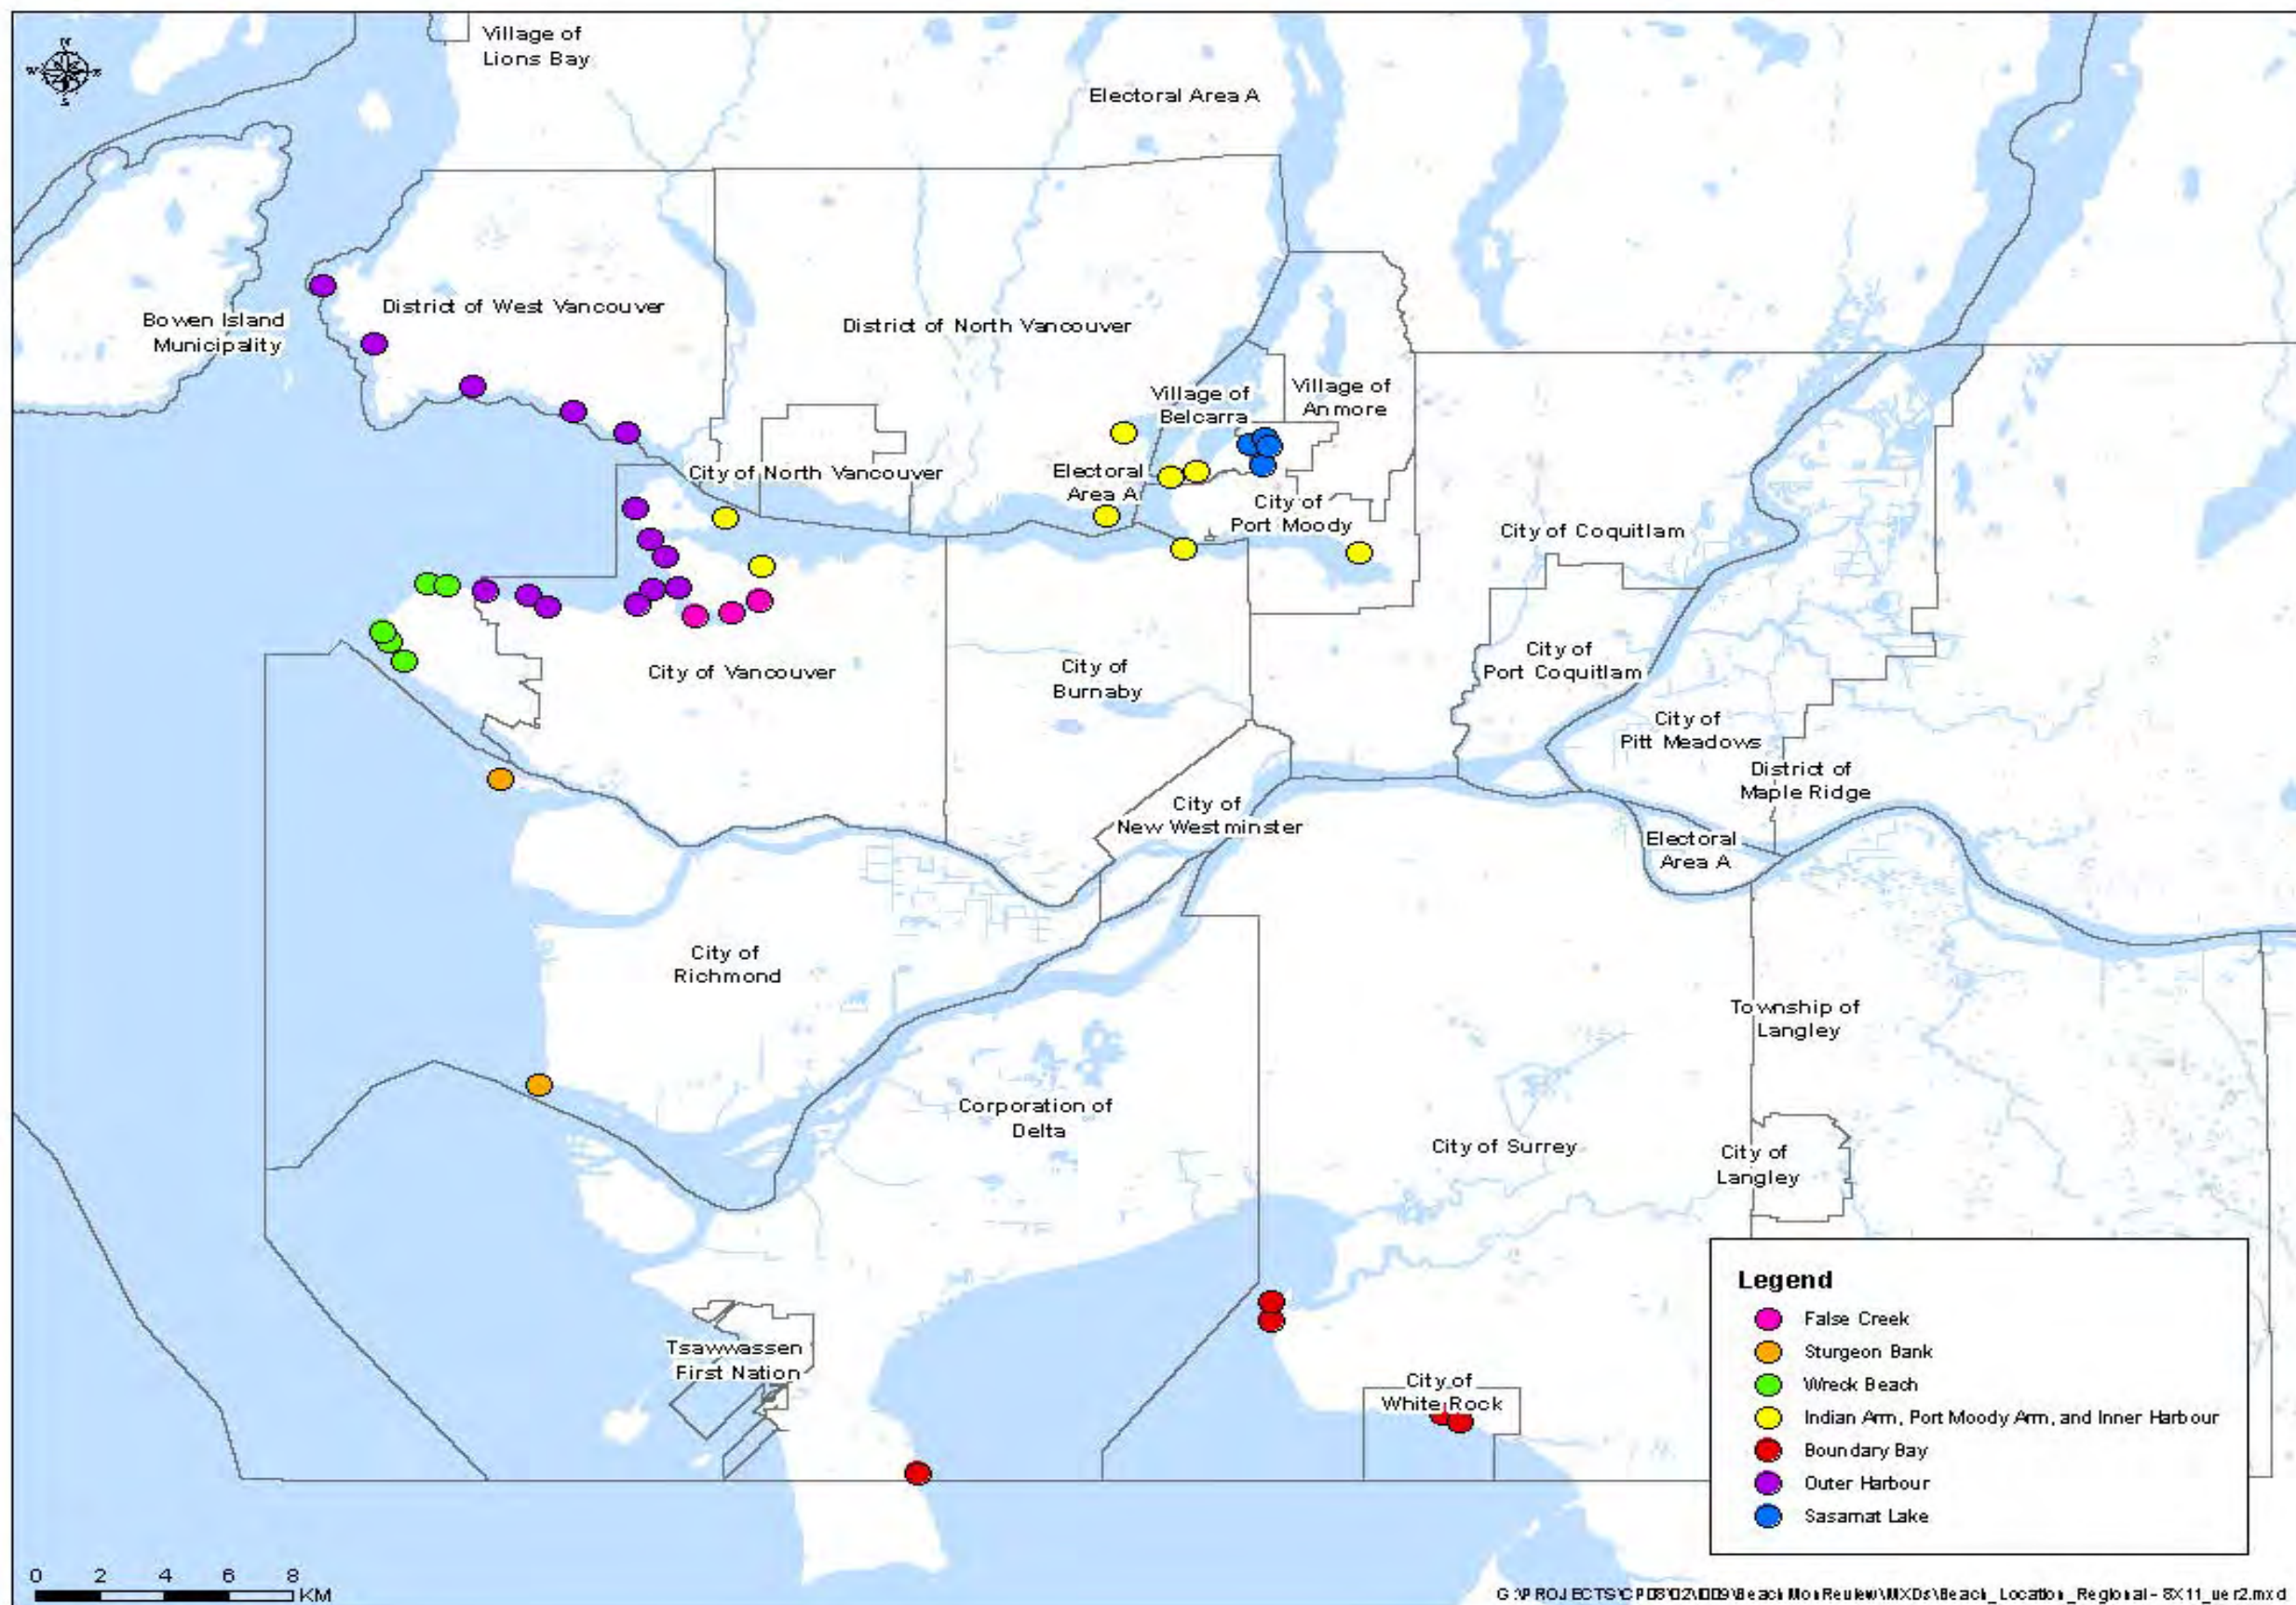 Village of
Lions Bay
Electoral Area A
N
W
S
District of West Vancouver
Bowen Island
Municipality
District of North Vancouver
Village of
Belcarra
Village of
Anmore
City of North Vancouver
Electoral
Area A
City of
Port Moody
City of Coquitlam
City of Vancouver
City of
Burnaby
City of
Port Coquitlam
City of
Pitt Meadows
District of
Maple Ridge
City of
New Westminster
Electoral
Area A
City of
Richmond
Township of
Langley
Corporation of
Delta
City of Surrey
City of
Langley
Tsawwassen
First Nation
City of
White Rock
Legend
False Creek
Sturgeon Bank
Wreck Beach
Indian Arm, Port Moody Arm, and Inner Harbour
Boundary Bay
Outer Harbour
Sasamat Lake
0 2 4 6 8
KM